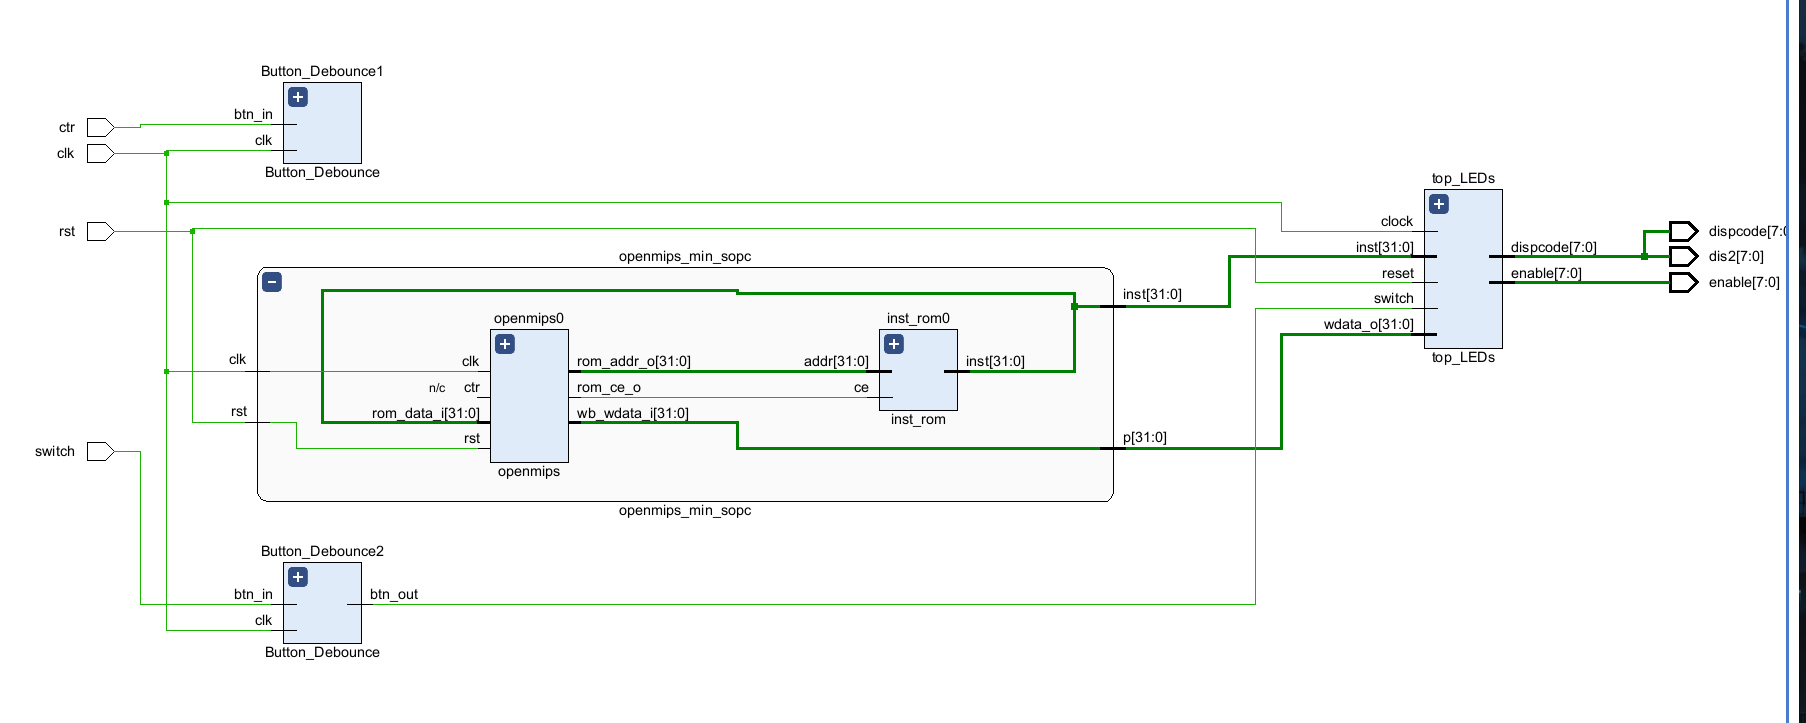 Button_Debounce1
btn_in
clk
Button_Debounce
ctr
clk
rst
switch
openmips_min_sopc
clk
rst
openmips0
clk
n/c ctr
rom_data_i[31:0]
rst
rom_addr_o[31:0]
rom_ce_o
wb_wdata_i[31:0]
openmips
inst_rom0
addr[31:0]
ce
inst[31:0]
inst_rom
inst[31:0]
p[31:0]
openmips_min_sopc
Button_Debounce2
btn_in
clk
btn_out
Button_Debounce
top_LEDs
clock
inst[31:0]
reset
switch
wdata_o[31:0]
dispcode[7:0]
enable[7:0]
top_LEDs
dispcode[7:0
dis2[7:0]
enable[7:0]